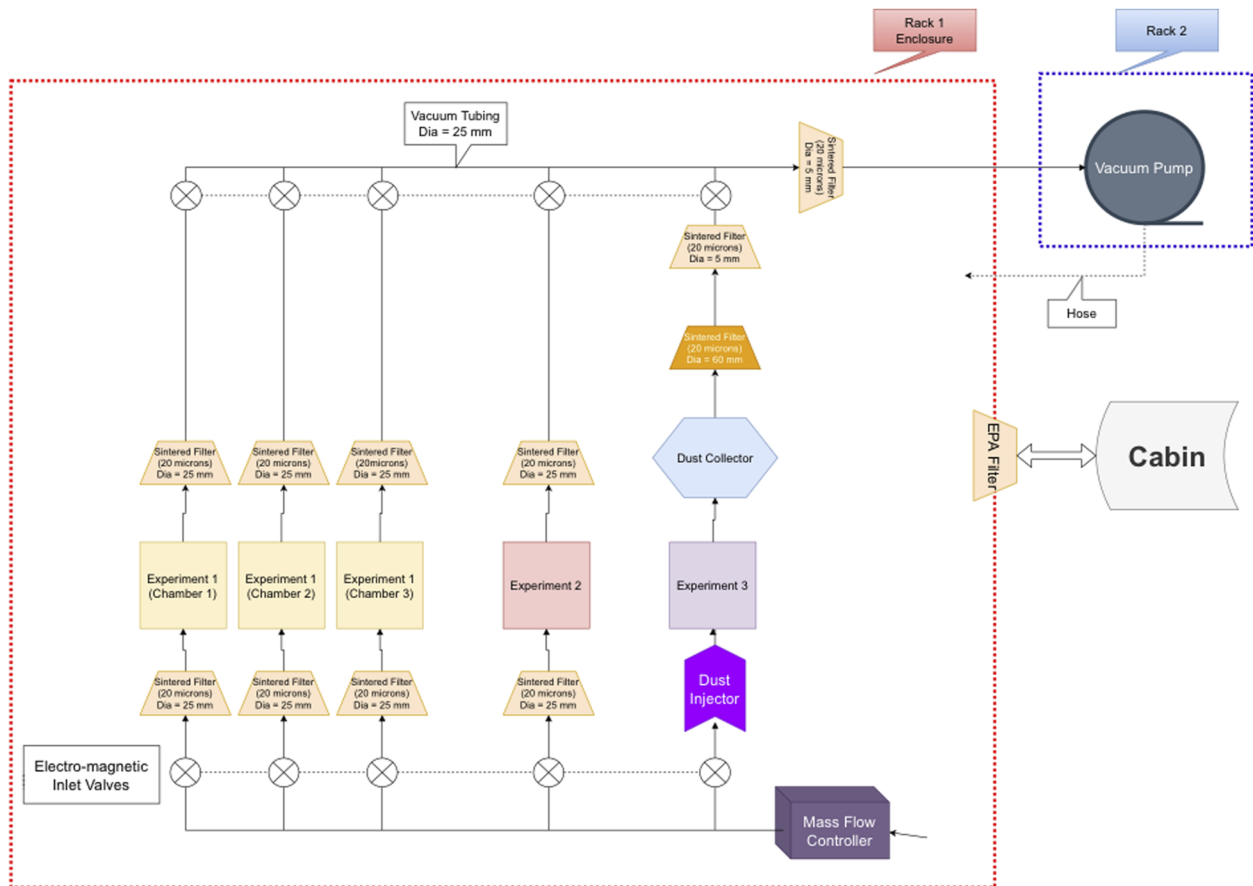 Rack 1
Enclosure
Rack 2
Vacuum Tubing
Dia = 25 mm
Sintered Filter
(20 microns)
Dia = 5 mm
Vacuum Pump
Sintered Filter
(20 microns)
Dia = 5 mm
Hose
Sintered Filter
(20 microns)
Dia = 60 mm
Sintered Filter
(20 microns)
Dia = 25 mm
Sintered Filter
(20 microns)
Dia = 25 mm
Sintered Filter
(20microns)
Dia = 25 mm
Sintered Filter
(20 microns)
Dia = 25 mm
Dust Collector
EPA Filter
Cabin
Experiment 1
(Chamber 1)
Experiment 1
(Chamber 2)
Experiment 1
(Chamber 3)
Experiment 2
Experiment 3
Sintered Filter
(20 microns)
Dia = 25 mm
Sintered Filter
(20 microns)
Dia = 25 mm
Sintered Filter
(20 microns)
Dia = 25 mm
Sintered Filter
(20 microns)
Dia = 25 mm
Dust
Injector
Electro-magnetic
Inlet Valves
Mass Flow
Controller